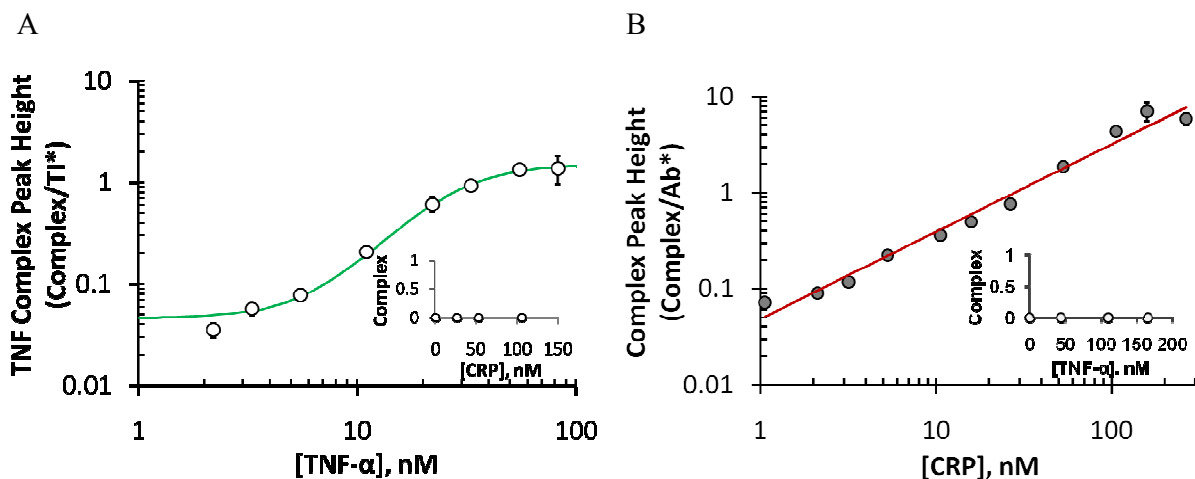 A
TNF Complex Peak Height
(Complex/TI*)
10
1
0.1
0.01
1
10
100
[TNF-α], nM
Complex
1
0.5
0
0
50
100
150
[CRP], nM
B
Complex Peak Height
(Complex/Ab*)
10
1
0.1
0.01
1
10
100
[CRP], nM
Complex
1
0.5
0
0
50
100
150
200
[TNF-α]. nM